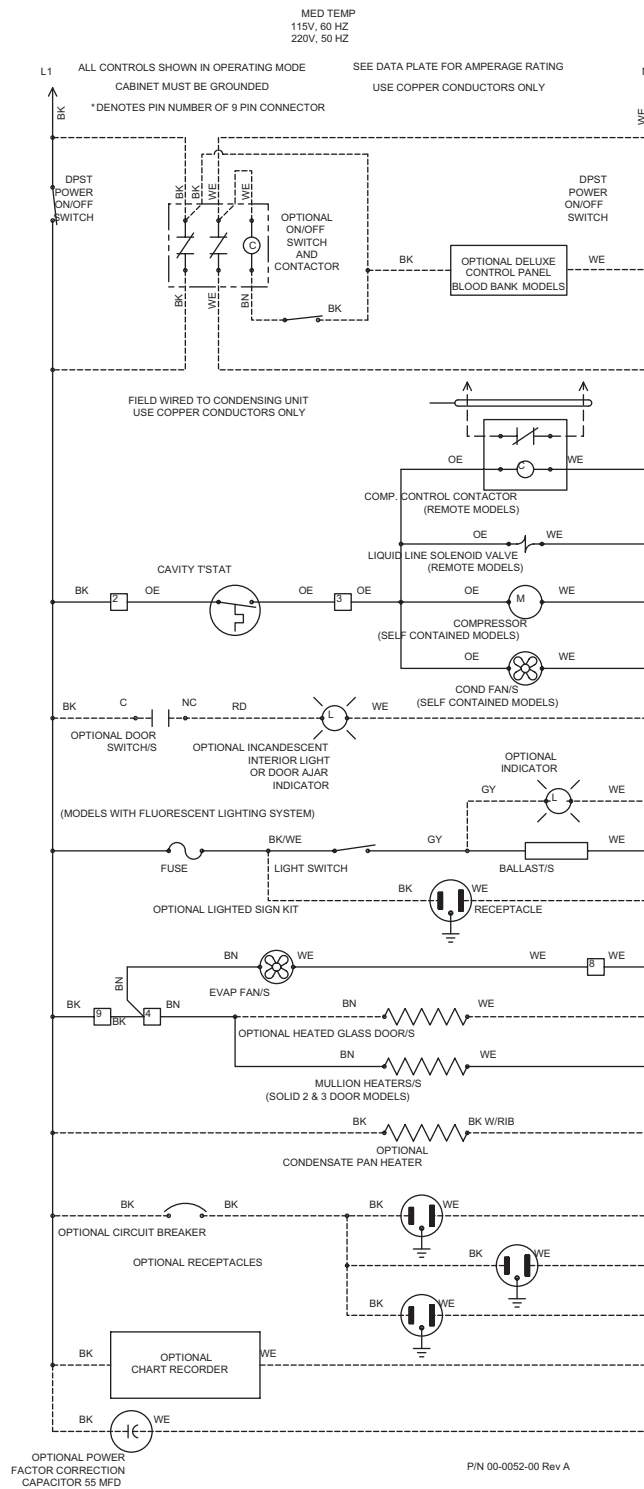 MED TEMP
115V, 60 HZ
220V, 50 HZ
L1
ALL CONTROLS SHOWN IN OPERATING MODE
SEE DATA PLATE FOR AMPERAGE RATING
CABINET MUST BE GROUNDED
USE COPPER CONDUCTORS ONLY
*DENOTES PIN NUMBER OF 9 PIN CONNECTOR
BK
WE
DPST
POWER
ON/OFF
SWITCH
BK
BK
WE
WE
C
OPTIONAL
ON/OFF
SWITCH
AND
CONTACTOR
DPST
POWER
ON/OFF
SWITCH
BK
OPTIONAL DELUXE
CONTROL PANEL
BLOOD BANK MODELS
WE
BK
WE
BN
BK
FIELD WIRED TO CONDENSING UNIT
USE COPPER CONDUCTORS ONLY
OE
C
WE
COMP. CONTROL CONTACTOR
(REMOTE MODELS)
OE
WE
LIQUID LINE SOLENOID VALVE
(REMOTE MODELS)
CAVITY T'STAT
BK
2
OE
OE
3
OE
OE
M
WE
COMPRESSOR
(SELF CONTAINED MODELS)
OE
WE
COND FAN/S
(SELF CONTAINED MODELS)
BK
C
NC
RD
L
WE
OPTIONAL DOOR
SWITCH/S
OPTIONAL INCANDESCENT
INTERIOR LIGHT
OR DOOR AJAR
INDICATOR
OPTIONAL
INDICATOR
GY
L
WE
(MODELS WITH FLUORESCENT LIGHTING SYSTEM)
BK/WE
GY
WE
FUSE
LIGHT SWITCH
BALLAST/S
BK
WE
OPTIONAL LIGHTED SIGN KIT
RECEPTACLE
BN
WE
WE
8
WE
BN
EVAP FAN/S
BK
9
BK
4
BN
BN
WE
OPTIONAL HEATED GLASS DOOR/S
BN
WE
MULLION HEATERS/S
(SOLID 2 & 3 DOOR MODELS)
BK
BK W/RIB
OPTIONAL
CONDENSATE PAN HEATER
BK
BK
BK
WE
OPTIONAL CIRCUIT BREAKER
OPTIONAL RECEPTACLES
BK
WE
BK
WE
BK
OPTIONAL
CHART RECORDER
WE
BK
WE
OPTIONAL POWER
FACTOR CORRECTION
CAPACITOR 55 MFD
P/N 00-0052-00 Rev A